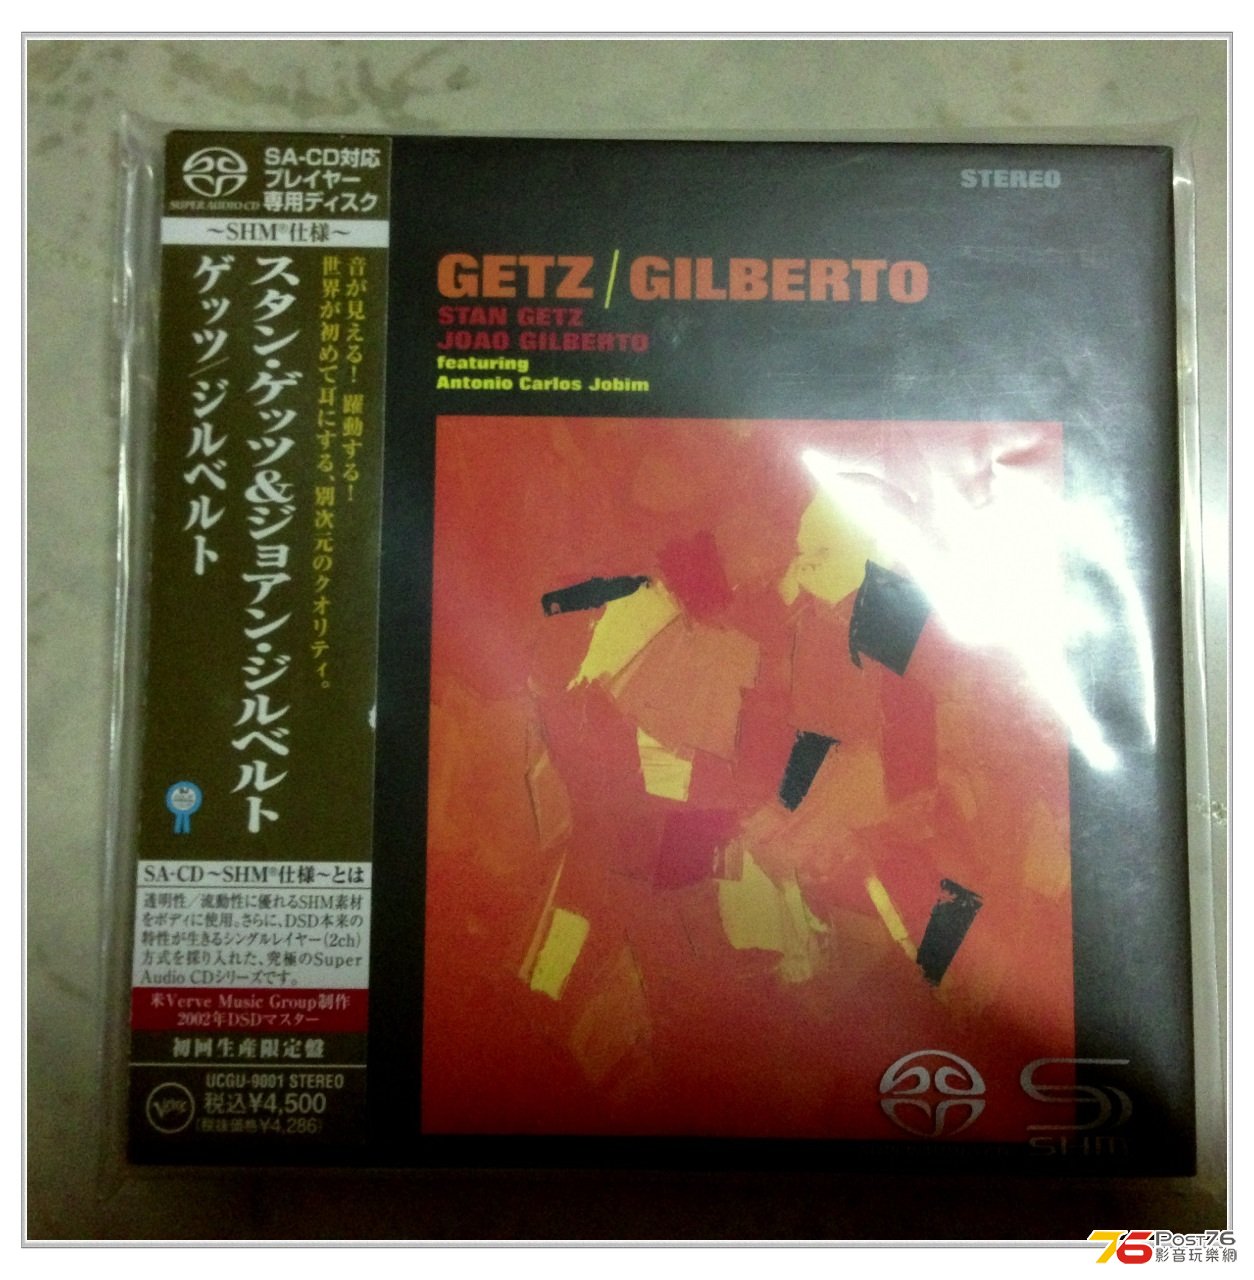 SUPER AUDIO CD
SA-CD対応
プレイヤー
専用ディスク
～SHM®仕様～
音が見える！躍動する！
世界が初めて耳にする、別次元のクオリティ。
スタン・ゲッツ&ジョアン・ジルベルト
ゲッツ/ジルベルト
SA-CD～SHM®仕様～とは
透明性/流動性に優れるSHM素材
をボディに使用。さらに、DSD本来の
特性が生きるシングルレイヤー(2ch)
方式を採り入れた、究極のSuper
Audio CDシリーズです。
米Verve Music Group制作
2002年DSDマスター
初回生産限定盤
UCGU-9001 STEREO
Verve
税込¥4,500
(税抜価格¥4,286)
STEREO
GETZ/GILBERTO
STAN GETZ
JOAO GILBERTO
featuring
Antonio Carlos Jobim
SHM
76 POST76
影音玩樂網